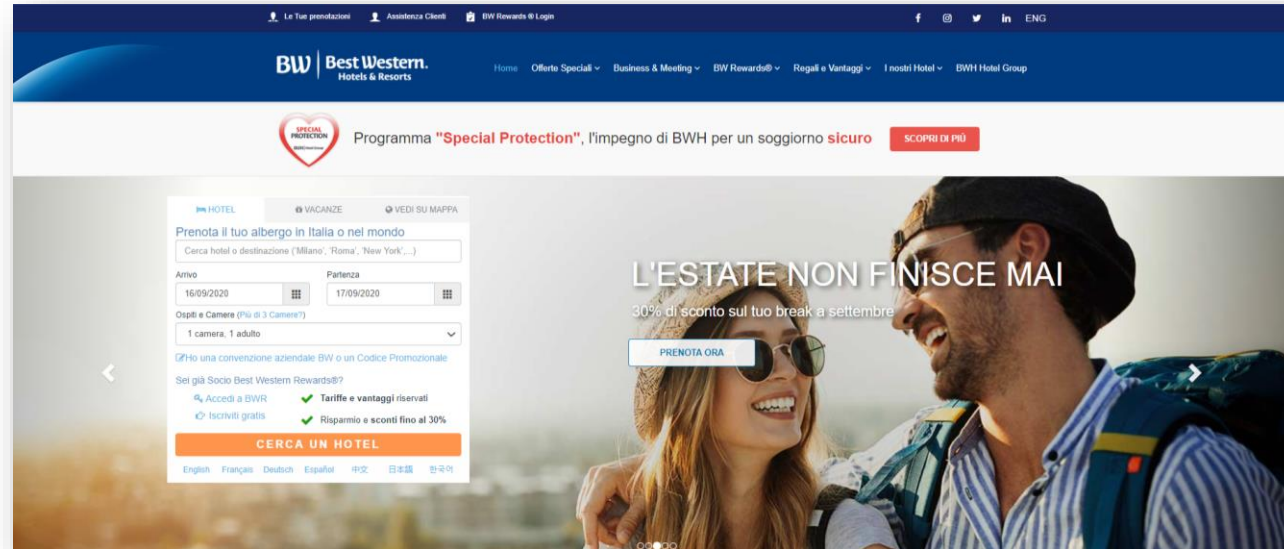 Le Tue prenotazioni Assistenza Clienti BW Rewards ® Login ENG
BW Best Western.
Hotels & Resorts
Home Offerte Speciali Business & Meeting BW Rewards® Regali e Vantaggi I nostri Hotel BWH Hotel Group
SPECIAL
PROTECTION
Programma "Special Protection", l'impegno di BWH per un soggiorno sicuro SCOPRI DI PIÙ
HOTEL VACANZE VEDI SU MAPPA
Prenota il tuo albergo in Italia o nel mondo
Cerca hotel o destinazione ('Milano', 'Roma', 'New York',...)
Arrivo Partenza
16/09/2020 17/09/2020
Ospiti e Camere (Più di 3 Camere?)
1 camera, 1 adulto
Ho una convenzione aziendale BW o un Codice Promozionale
Sei già Socio Best Western Rewards®?
Accedi a BWR Tariffe e vantaggi riservati
Iscriviti gratis Risparmio e sconti fino al 30%
CERCA UN HOTEL
English Français Deutsch Español 中文 日本語 한국어
L'ESTATE NON FINISCE MAI
30% di sconto sul tuo break a settembre
PRENOTA ORA